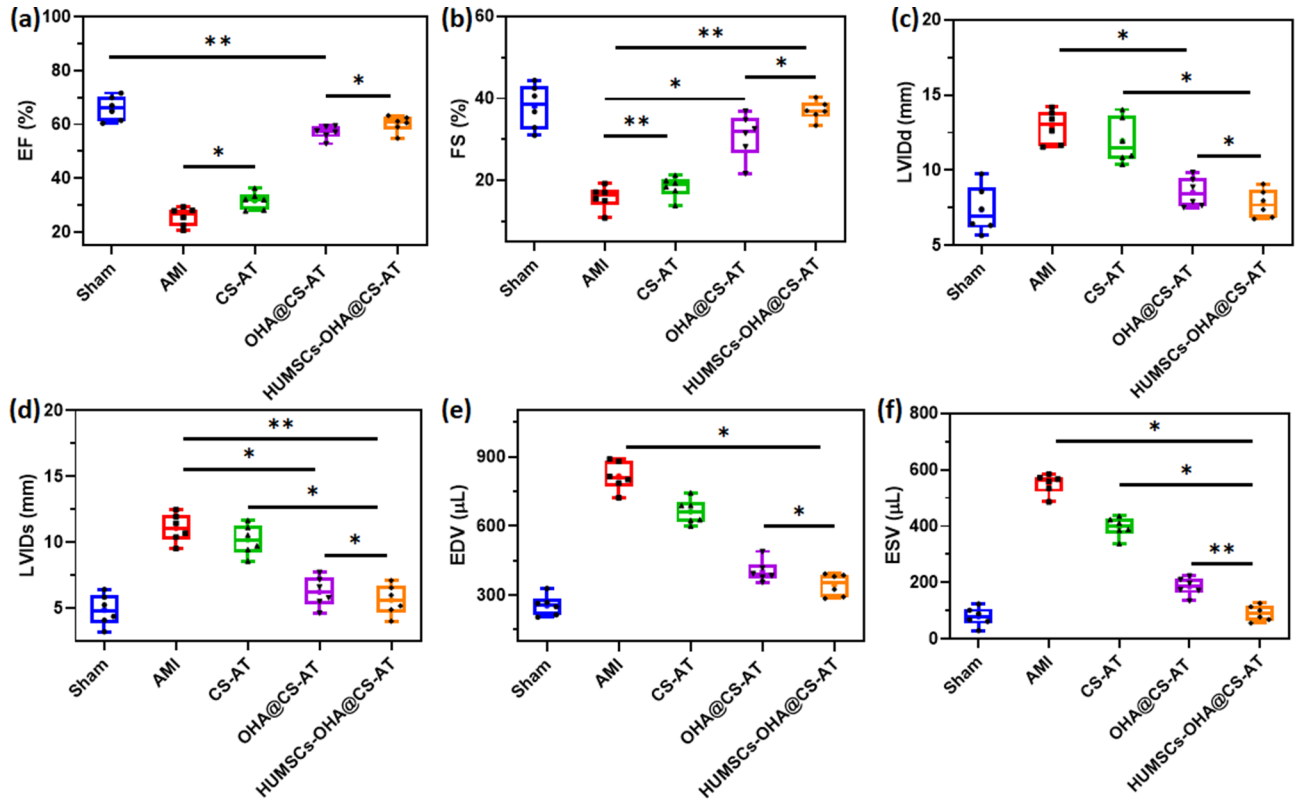 (a)
100
80
60
40
20
EF (%)
**
*
*
Sham
AMI
CS-AT
OHA@CS-AT
HUMSCs-OHA@CS-AT
(b)
60
40
20
FS (%)
**
*
*
**
Sham
AMI
CS-AT
OHA@CS-AT
HUMSCs-OHA@CS-AT
(c)
20
15
10
5
LVIDd (mm)
*
*
*
Sham
AMI
CS-AT
OHA@CS-AT
HUMSCs-OHA@CS-AT
(d)
20
15
10
5
LVIDs (mm)
**
*
*
*
Sham
AMI
CS-AT
OHA@CS-AT
HUMSCs-OHA@CS-AT
(e)
900
600
300
EDV (µL)
*
*
Sham
AMI
CS-AT
OHA@CS-AT
HUMSCs-OHA@CS-AT
(f)
800
600
400
200
0
ESV (µL)
*
*
**
Sham
AMI
CS-AT
OHA@CS-AT
HUMSCs-OHA@CS-AT